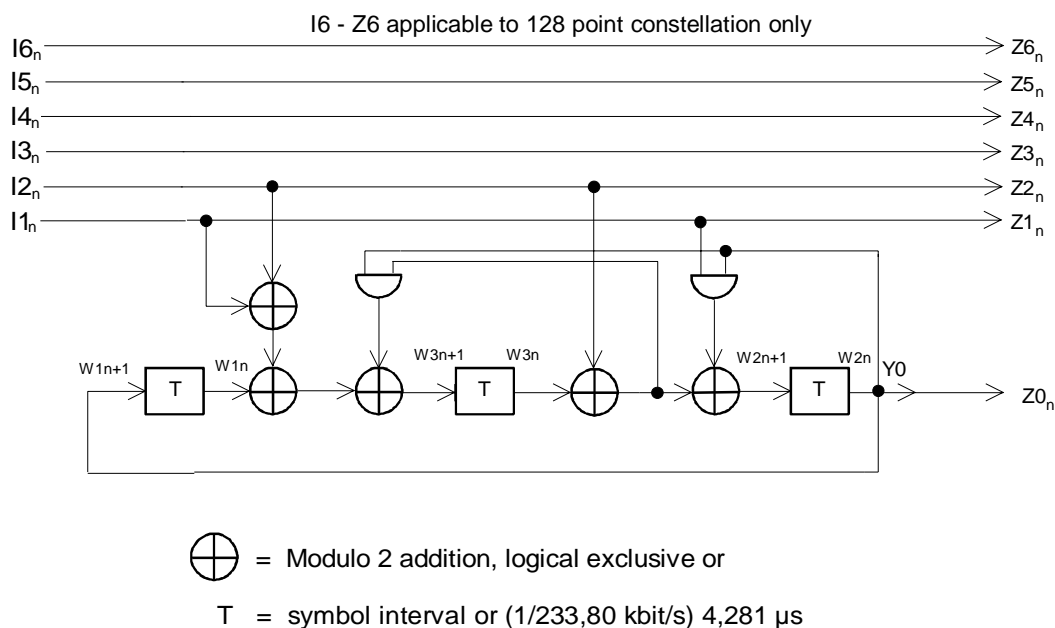 I6 - Z6 applicable to 128 point constellation only
I6n Z6n
I5n Z5n
I4n Z4n
I3n Z3n
I2n Z2n
I1n Z1n
W1n+1 W1n W3n+1 W3n W2n+1 W2n Y0
T T T Z0n
= Modulo 2 addition, logical exclusive or
T = symbol interval or (1/233,80 kbit/s) 4,281 µs